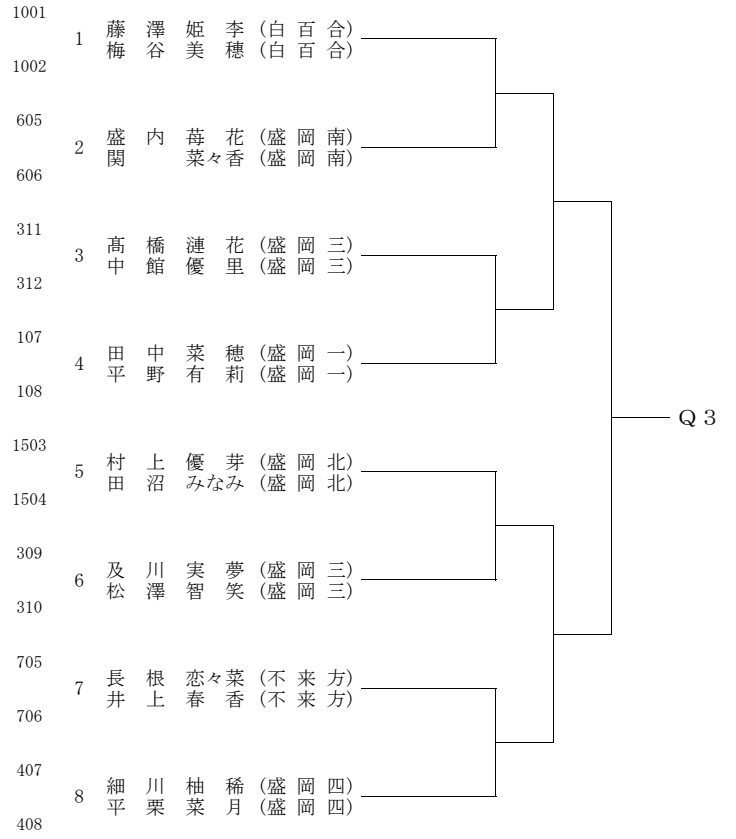 1001
1 藤澤姫李(白百合)
梅谷美穂(白百合)
1002
605
2 盛内苺花(盛岡南)
関菜々香(盛岡南)
606
311
3 髙橋漣花(盛岡三)
中館優里(盛岡三)
312
107
4 田中菜穂(盛岡一)
平野有莉(盛岡一)
108
Q3
1503
5 村上優芽(盛岡北)
田沼みなみ(盛岡北)
1504
309
6 及川実夢(盛岡三)
松澤智笑(盛岡三)
310
705
7 長根恋々菜(不来方)
井上春香(不来方)
706
407
8 細川柚稀(盛岡四)
平栗菜月(盛岡四)
408